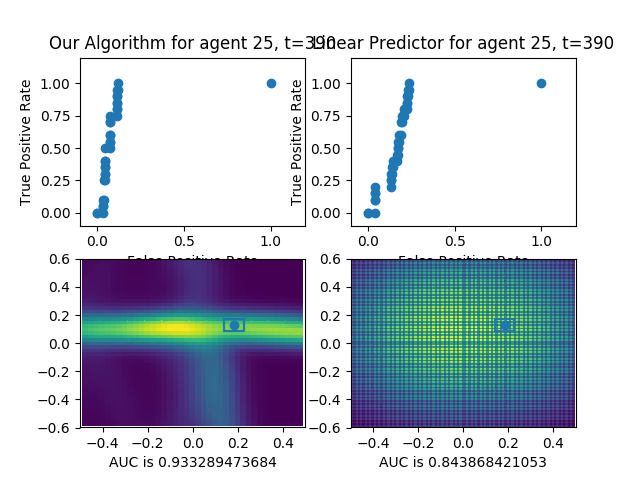 Our Algorithm for agent 25, t=390
Linear Predictor for agent 25, t=390
True Positive Rate
1.00
0.75
0.50
0.25
0.00
0.0 0.5 1.0
False Positive Rate
True Positive Rate
1.00
0.75
0.50
0.25
0.00
0.0 0.5 1.0
False Positive Rate
0.6
0.4
0.2
0.0
−0.2
−0.4
−0.6
−0.4 −0.2 0.0 0.2 0.4
AUC is 0.933289473684
0.6
0.4
0.2
0.0
−0.2
−0.4
−0.6
−0.4 −0.2 0.0 0.2 0.4
AUC is 0.843868421053